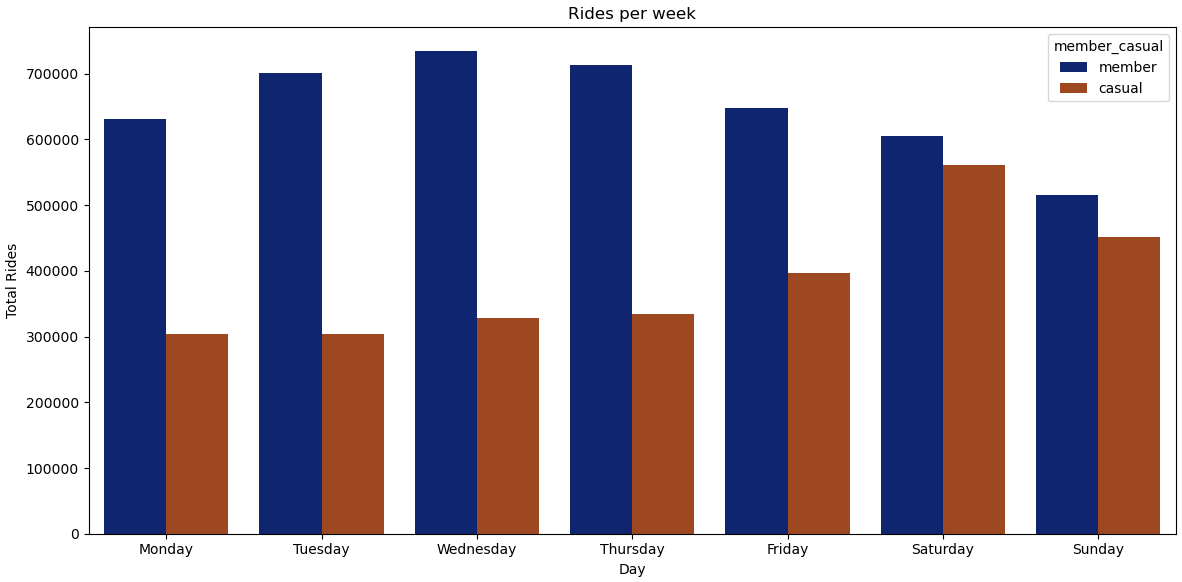 Rides per week
member_casual
member
casual
Total Rides
700000
600000
500000
400000
300000
200000
100000
0
Monday Tuesday Wednesday Thursday Friday Saturday Sunday
Day